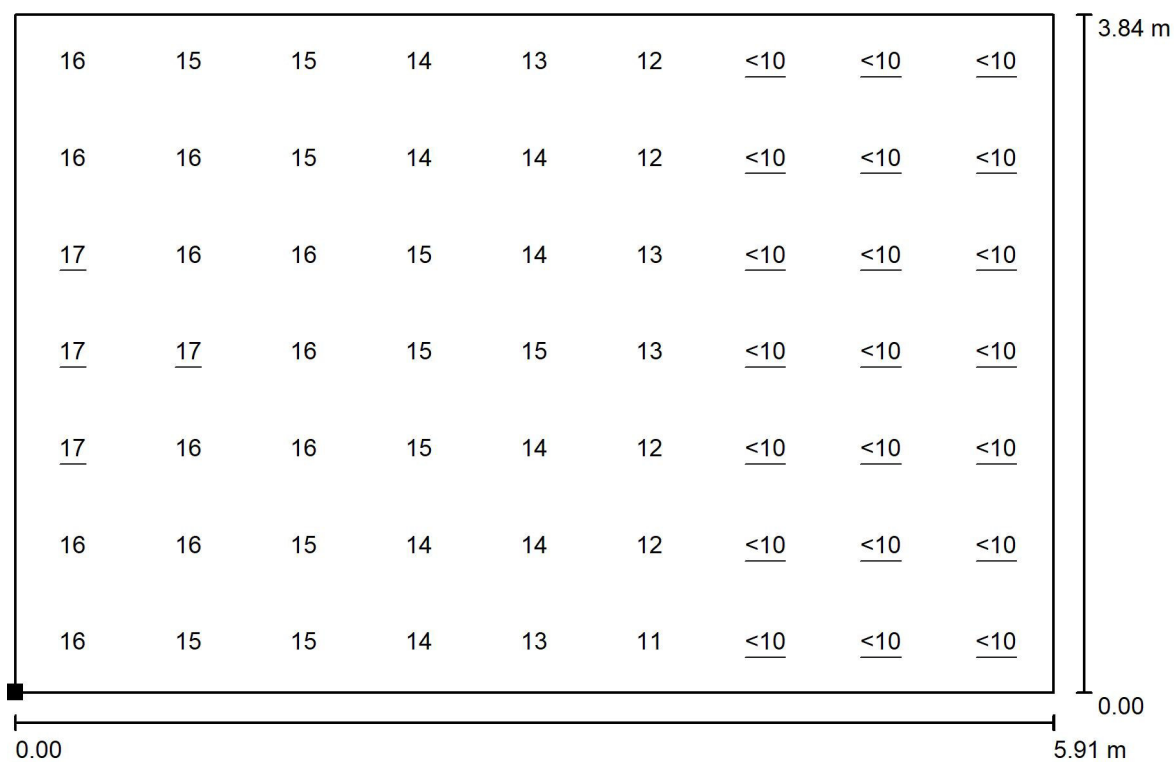 3.84 m
16 15 15 14 13 12 <10 <10 <10
16 16 15 14 14 12 <10 <10 <10
17 16 16 15 14 13 <10 <10 <10
17 17 16 15 15 13 <10 <10 <10
17 16 16 15 14 12 <10 <10 <10
16 16 15 14 14 12 <10 <10 <10
16 15 15 14 13 11 <10 <10 <10
0.00
0.00 5.91 m